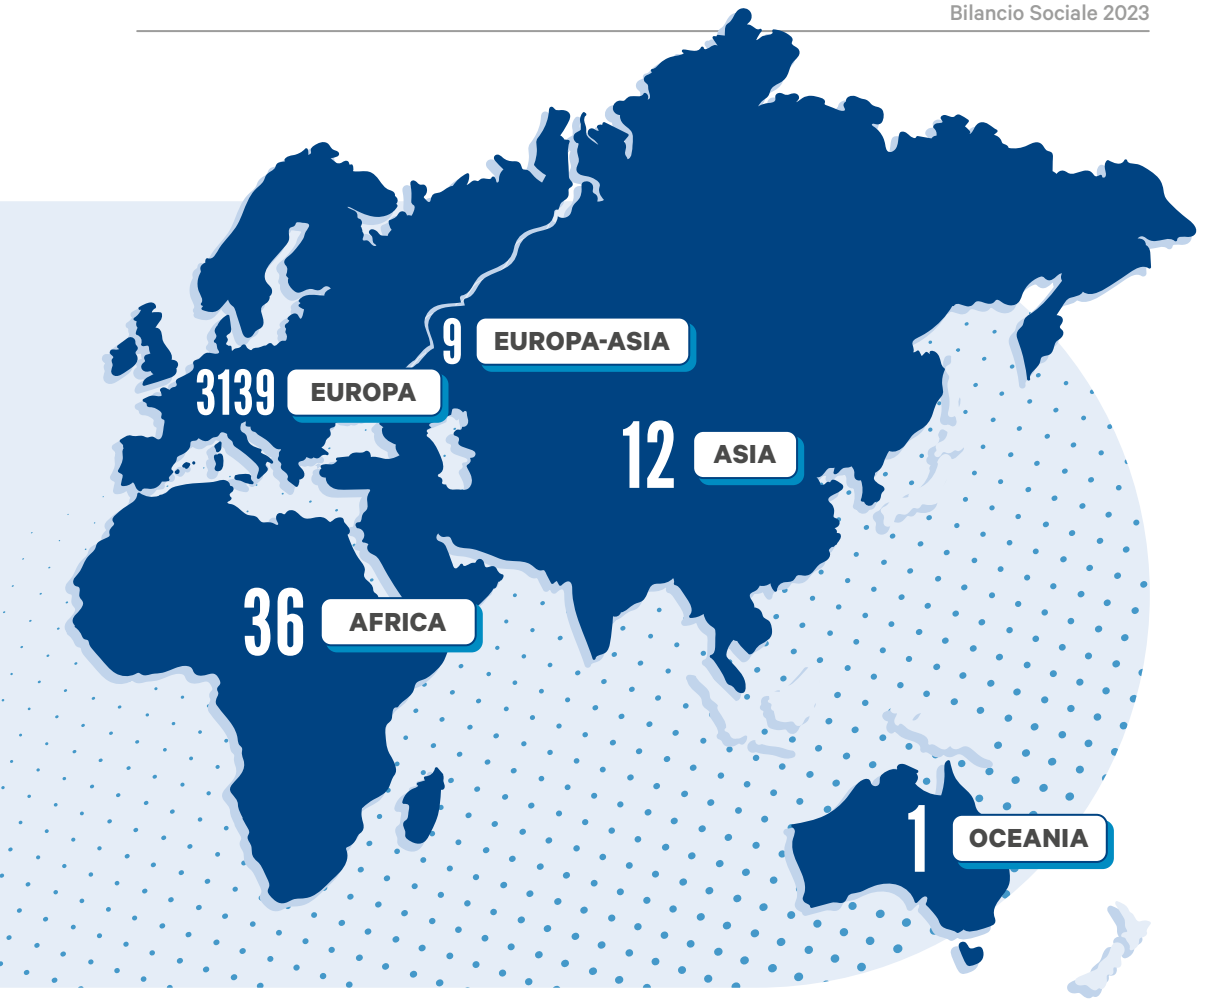 Bilancio Sociale 2023
9 EUROPA-ASIA
3139 EUROPA
12 ASIA
36 AFRICA
1 OCEANIA